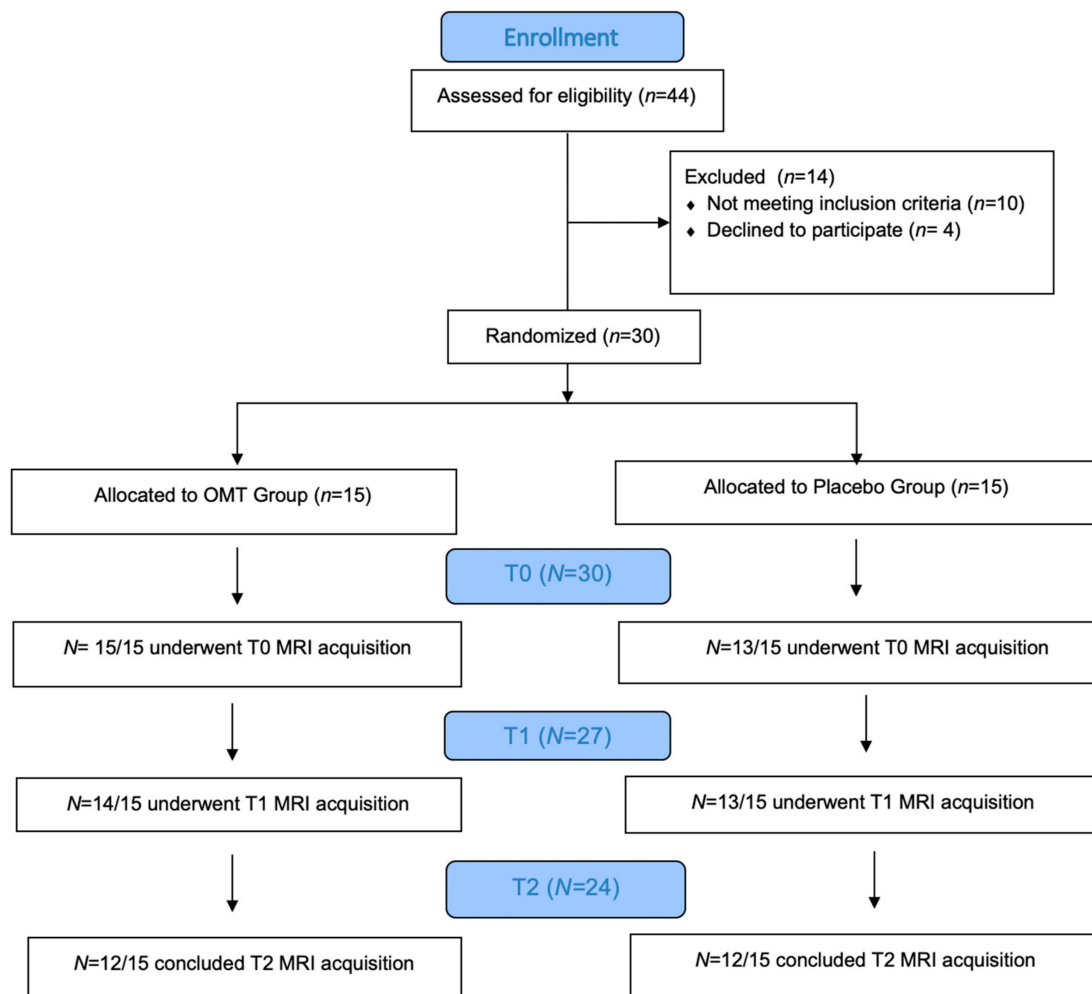 Enrollment
Assessed for eligibility (n=44)
Excluded (n=14)
♦ Not meeting inclusion criteria (n=10)
♦ Declined to participate (n= 4)
Randomized (n=30)
Allocated to OMT Group (n=15)
Allocated to Placebo Group (n=15)
T0 (N=30)
N= 15/15 underwent T0 MRI acquisition
N=13/15 underwent T0 MRI acquisition
T1 (N=27)
N=14/15 underwent T1 MRI acquisition
N=13/15 underwent T1 MRI acquisition
T2 (N=24)
N=12/15 concluded T2 MRI acquisition
N=12/15 concluded T2 MRI acquisition